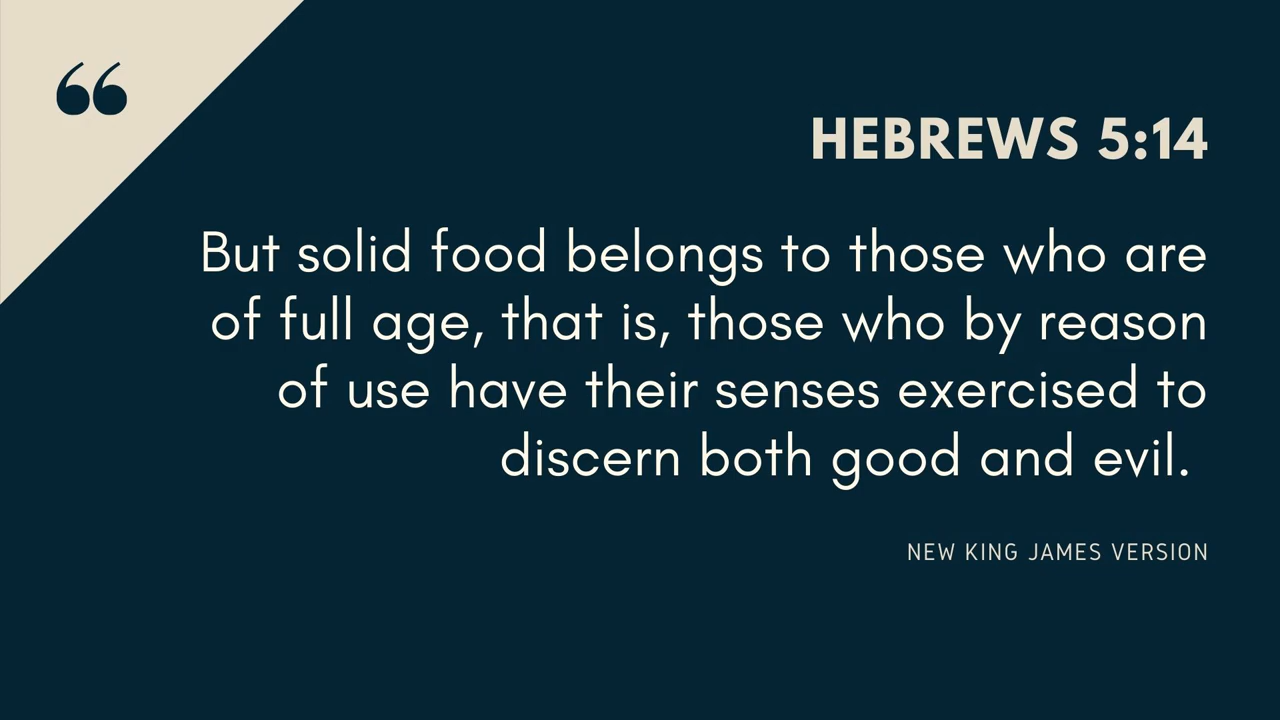 “
HEBREWS 5:14
But solid food belongs to those who are
of full age, that is, those who by reason
of use have their senses exercised to
discern both good and evil.
NEW KING JAMES VERSION